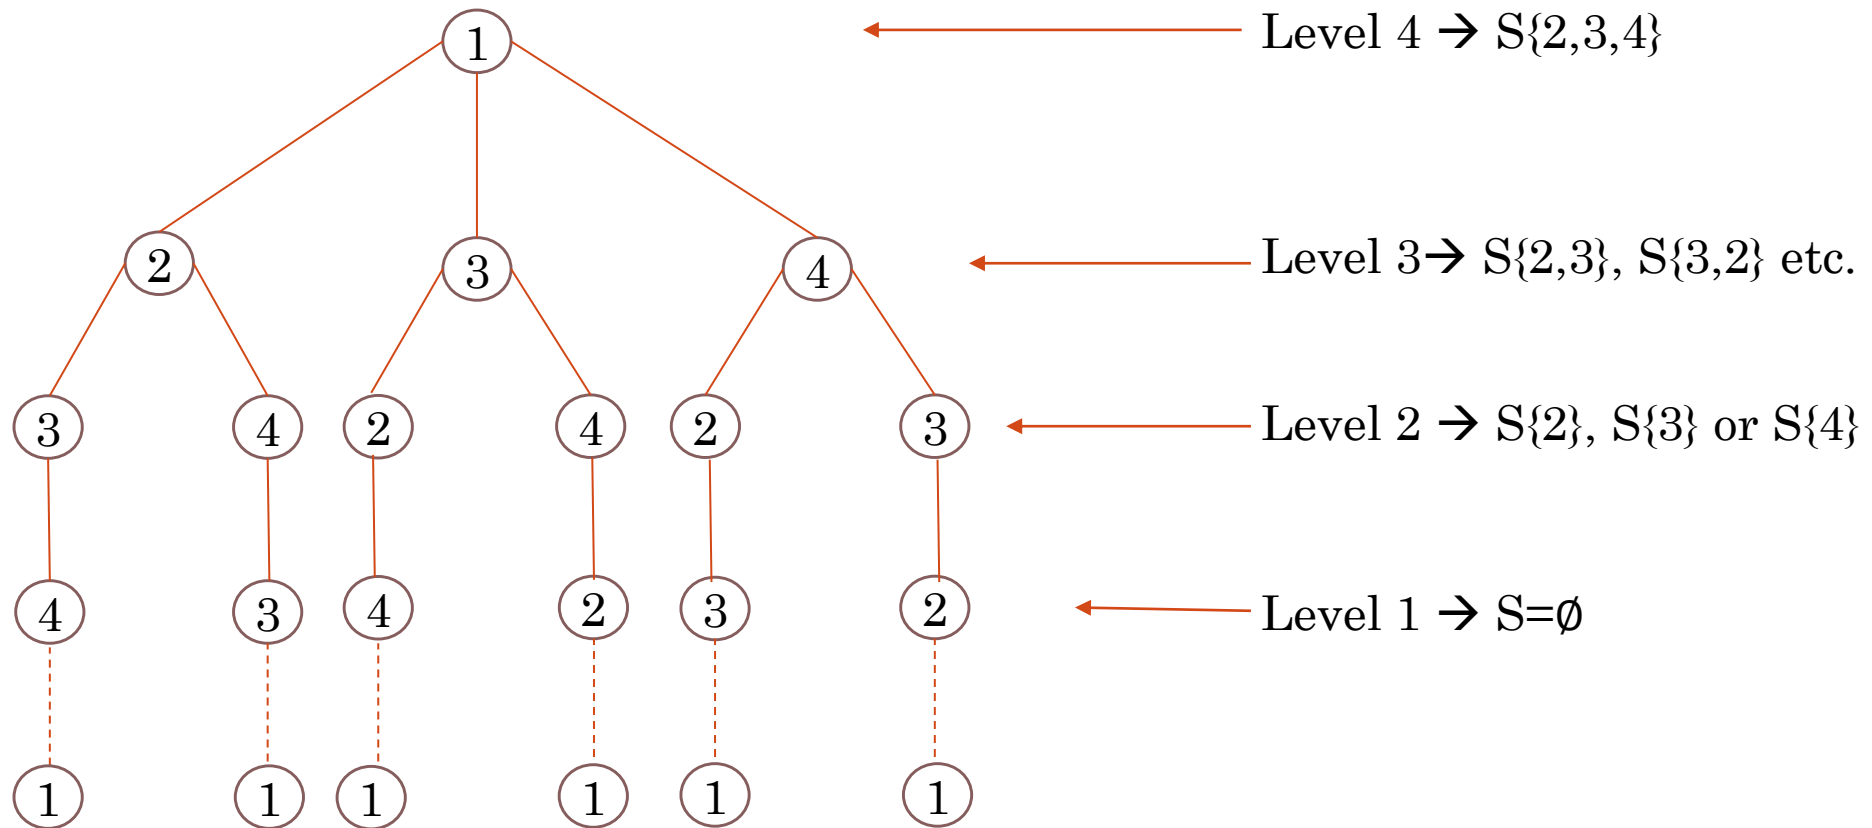 1 Level 4 → S{2,3,4}
2 3 4 Level 3→ S{2,3}, S{3,2} etc.
3 4 2 4 2 3 Level 2 → S{2}, S{3} or S{4}
4 3 4 2 3 2 Level 1 → S=∅
1 1 1 1 1 1